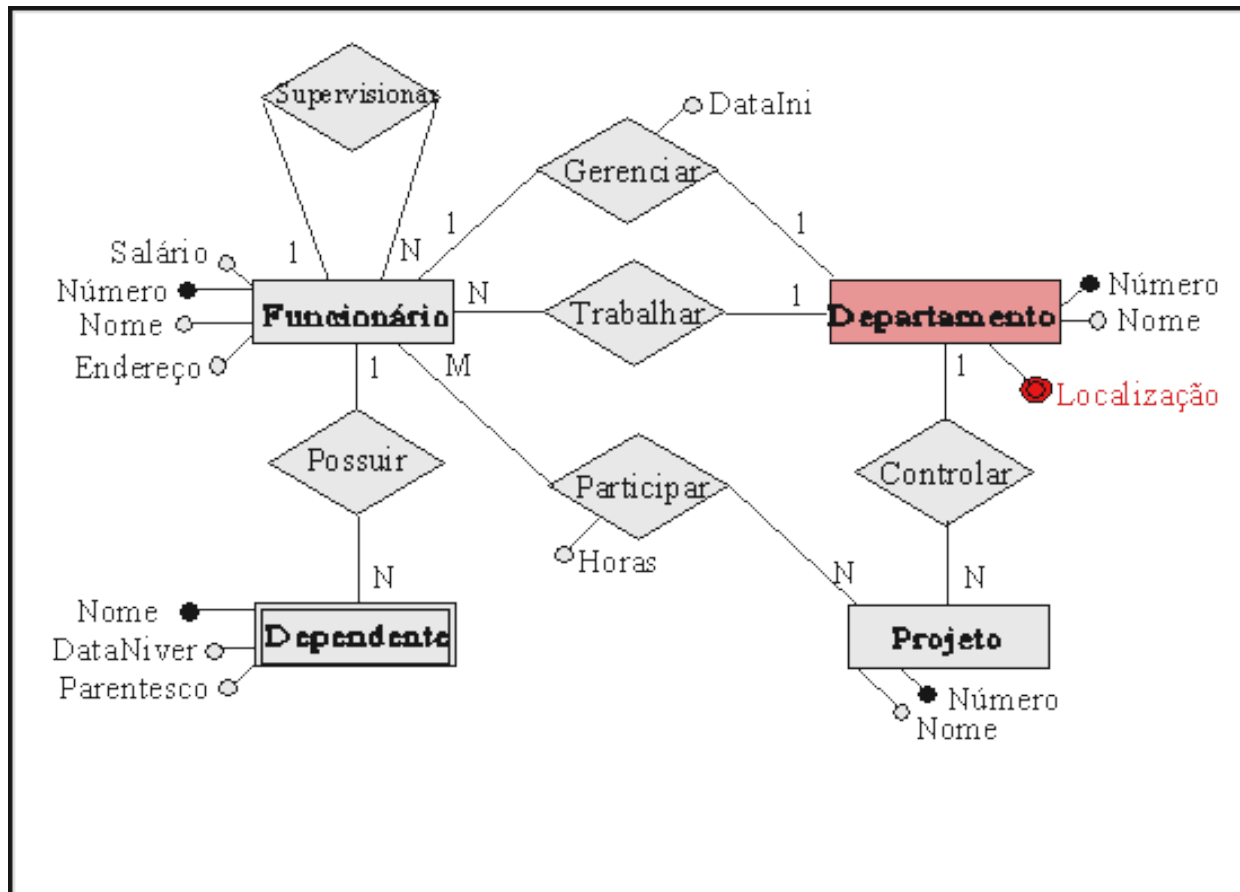 Supervisionar
DataIni
Gerenciar
1
1
1
N
Salário
Número
Nome
Endereço
Funcionário
N
Trabalhar
1
Departamento
Número
Nome
Localização
1
M
1
Possuir
Participar
Controlar
Horas
N
N
N
Nome
DataNiver
Parentesco
Dependente
Projeto
Número
Nome